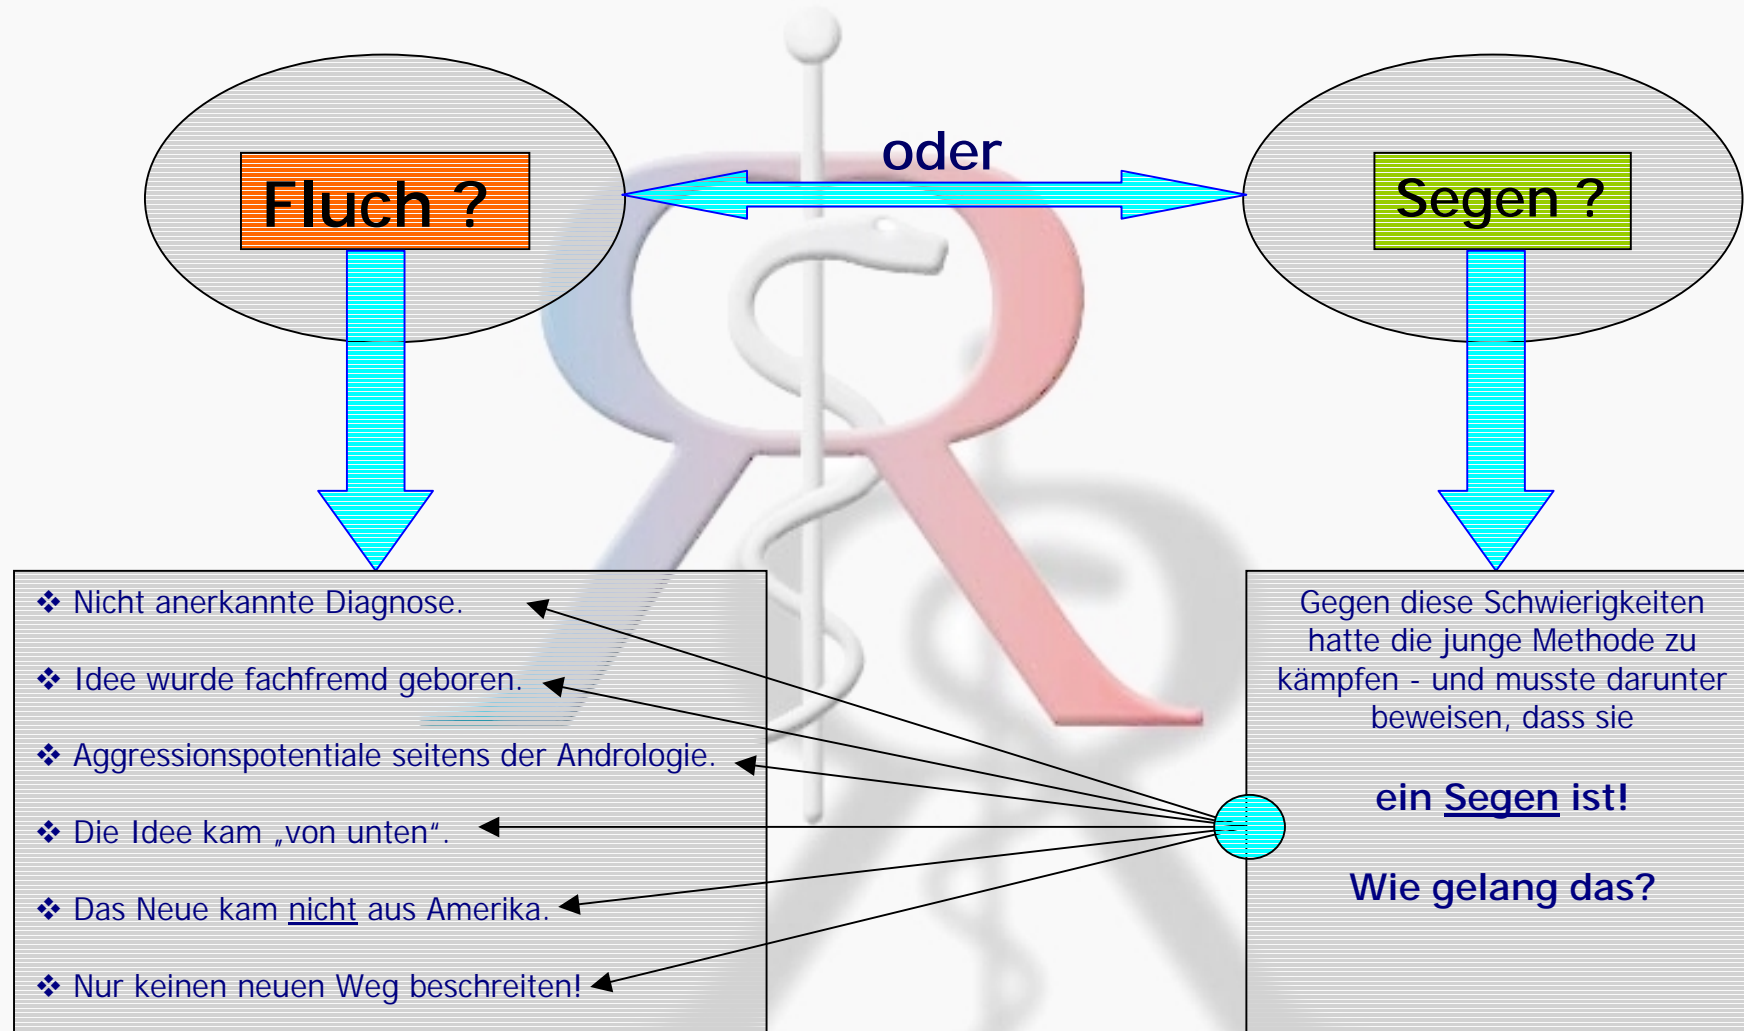 Fluch ?
oder
Segen ?
❖ Nicht anerkannte Diagnose.
❖ Idee wurde fachfremd geboren.
❖ Aggressionspotentiale seitens der Andrologie.
❖ Die Idee kam „von unten“.
❖ Das Neue kam nicht aus Amerika.
❖ Nur keinen neuen Weg beschreiten!
Gegen diese Schwierigkeiten
hatte die junge Methode zu
kämpfen - und musste darunter
beweisen, dass sie
ein Segen ist!
Wie gelang das?